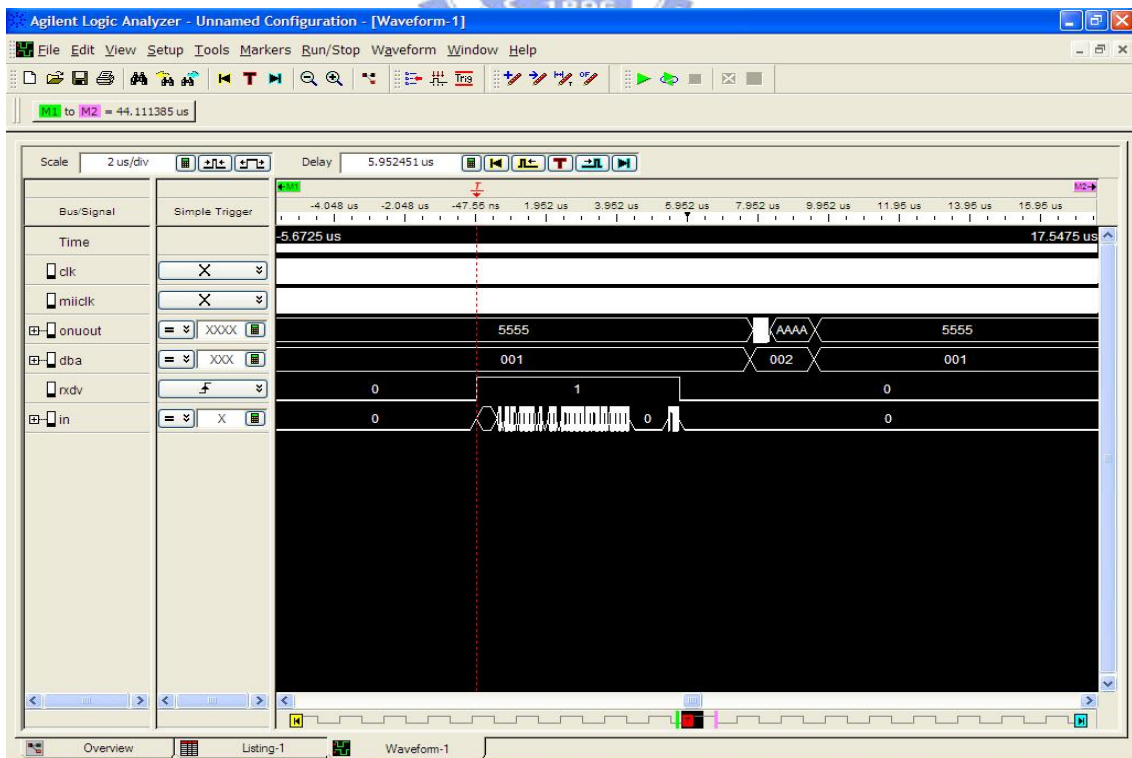 1896
Agilent Logic Analyzer - Unnamed Configuration - [Waveform-1]
File Edit View Setup Tools Markers Run/Stop Waveform Window Help
M1 to M2 = 44.111385 us
Scale 2 us/div Delay 5.952451 us
M1 T M2
Bus/Signal Simple Trigger -4.048 us -2.048 us -47.55 ns 1.952 us 3.952 us 5.952 us 7.952 us 9.952 us 11.95 us 13.95 us 15.95 us
Time -5.6725 us 17.5475 us
clk X
miiclk X
onuout = XXXX 5555 AAAA 5555
dba = XXX 001 002 001
rxdv 0 1 0
in = X 0 0 0
Overview Listing-1 Waveform-1